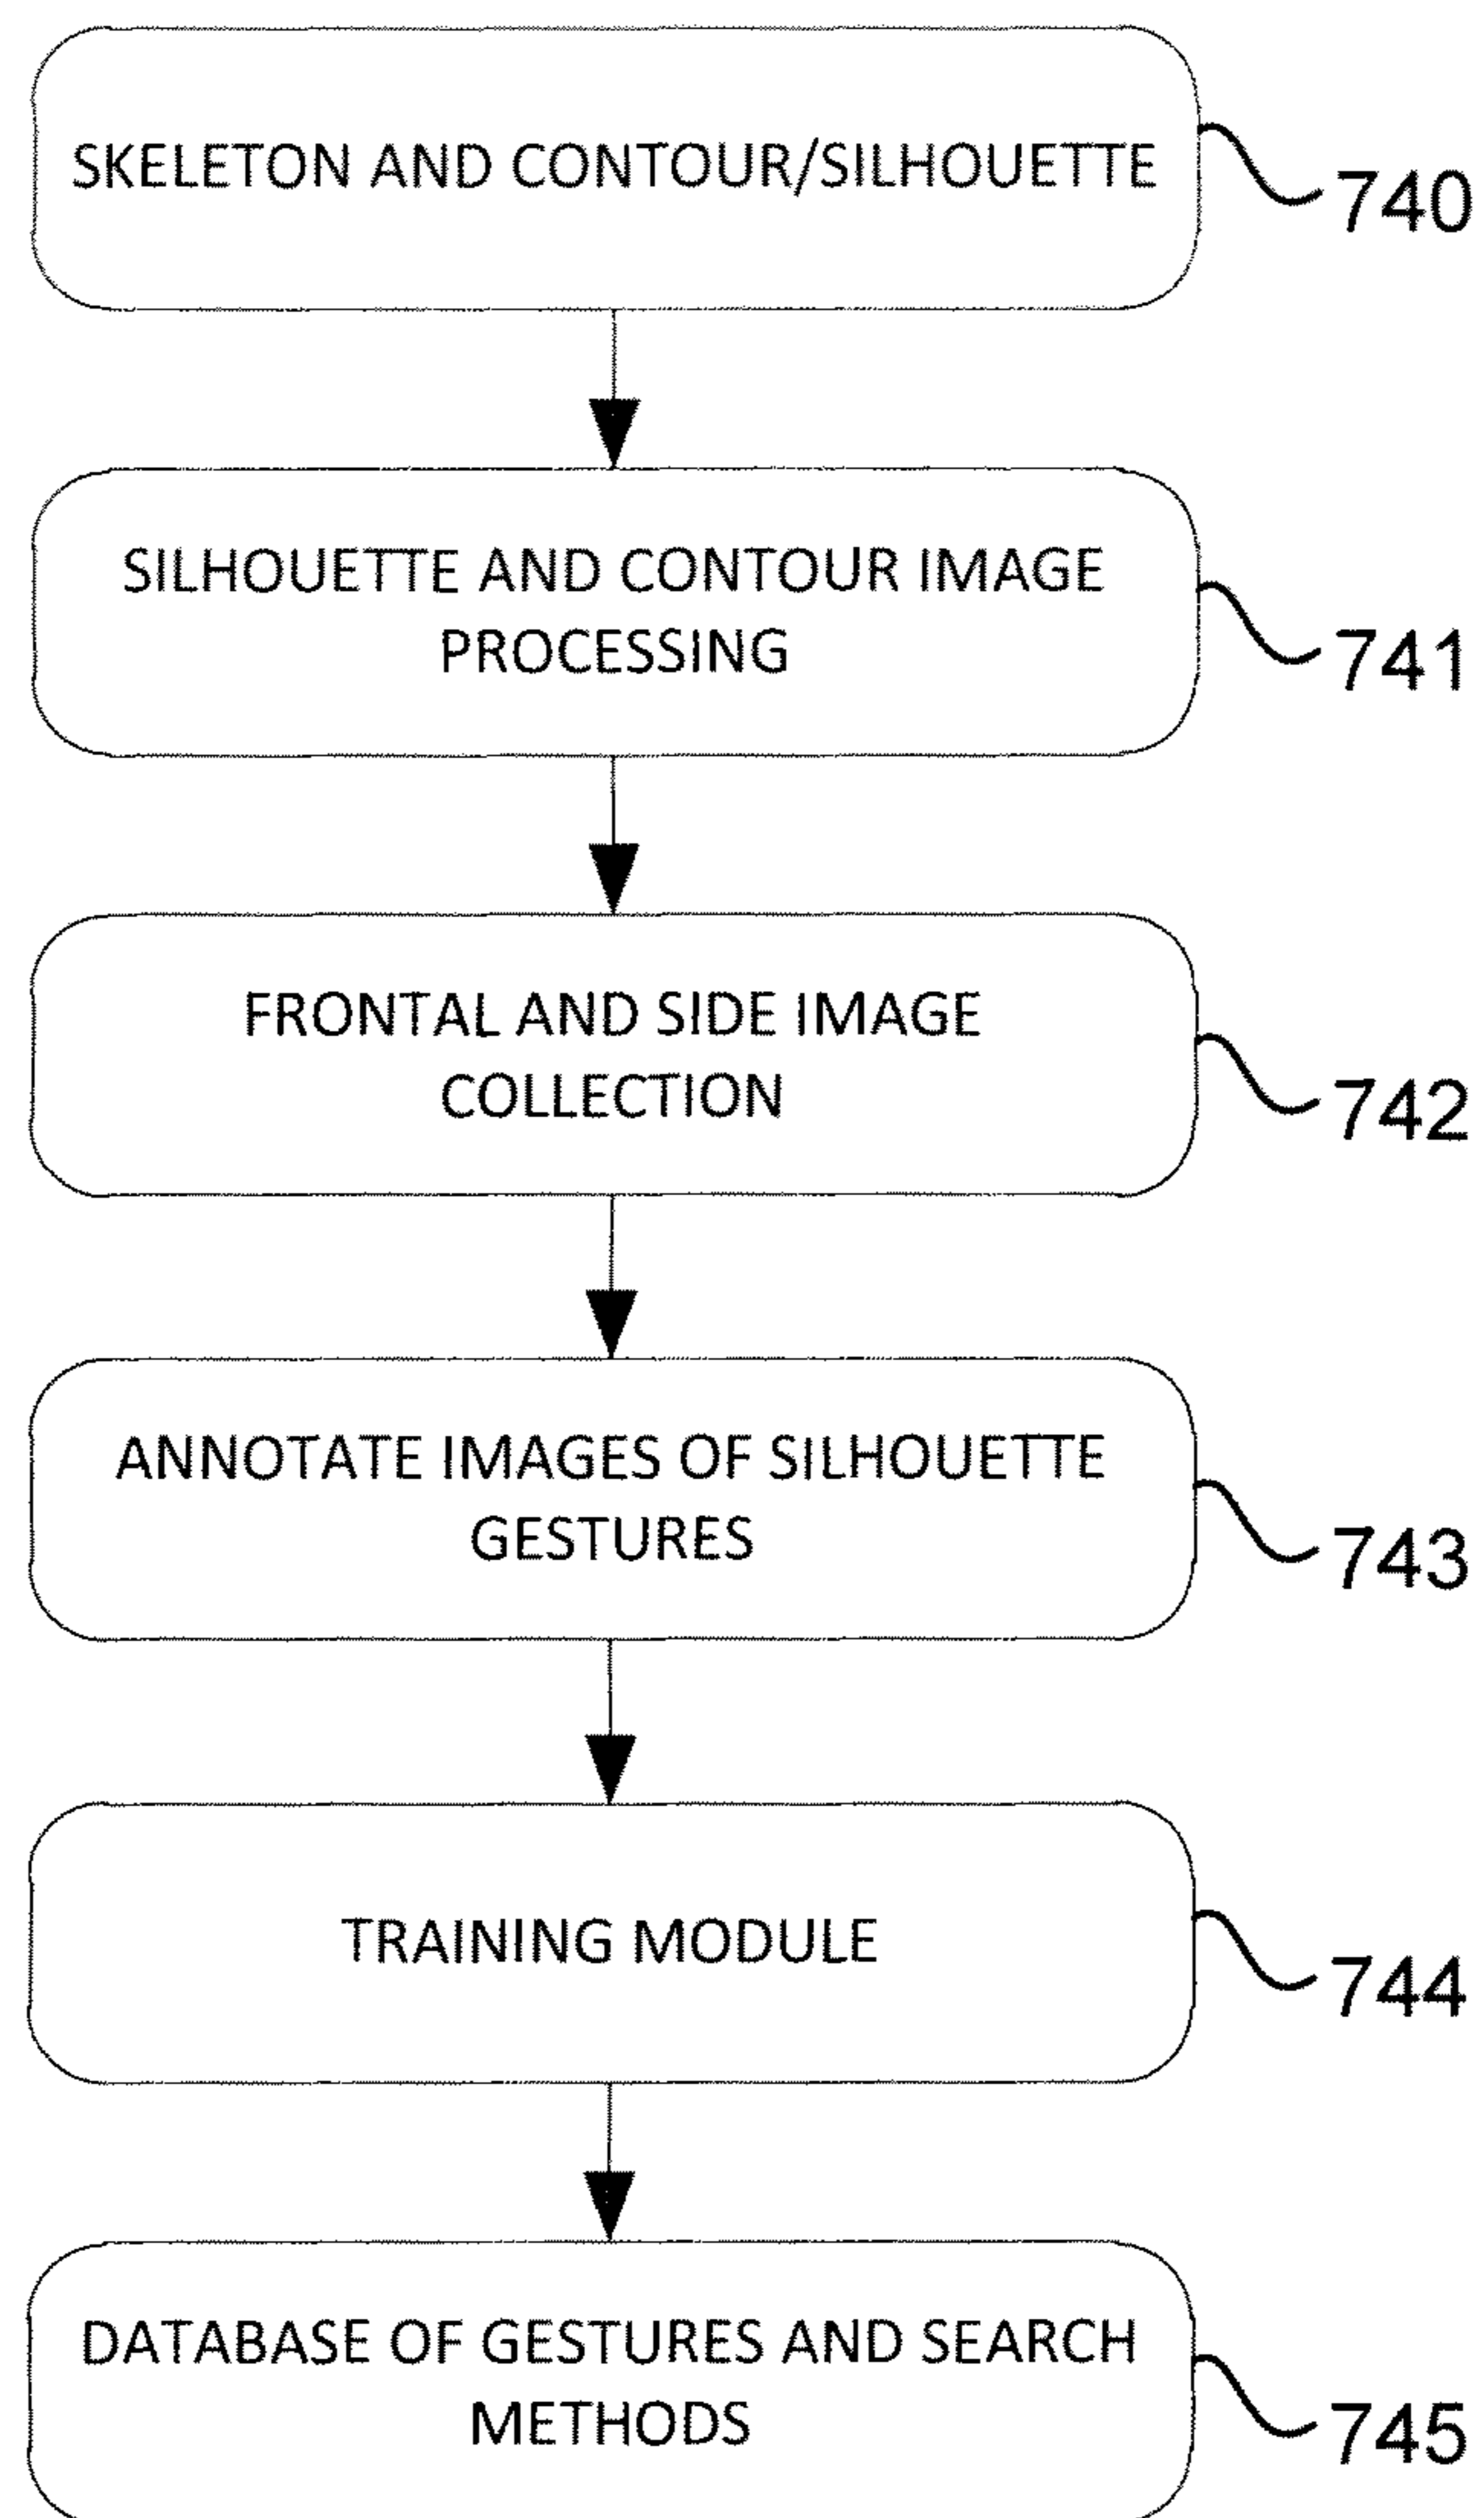 SKELETON AND CONTOUR/SILHOUETTE
740
SILHOUETTE AND CONTOUR IMAGE
PROCESSING
741
FRONTAL AND SIDE IMAGE
COLLECTION
742
ANNOTATE IMAGES OF SILHOUETTE
GESTURES
743
TRAINING MODULE
744
DATABASE OF GESTURES AND SEARCH
METHODS
745